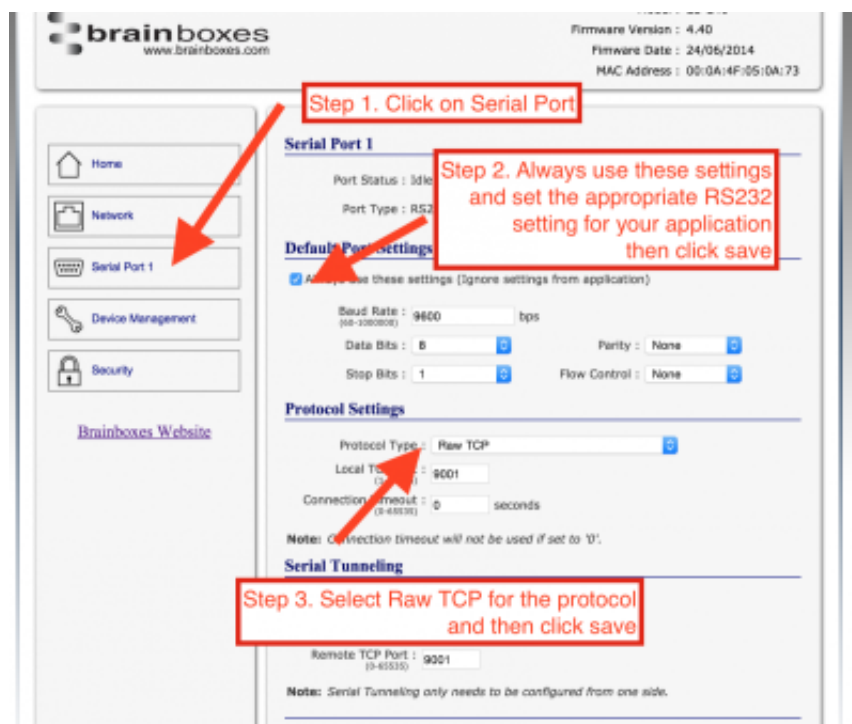 brainboxes
www.brainboxes.com
Firmware Version : 4.40
Firmware Date : 24/06/2014
MAC Address : 00:0A:4F:05:0A:73
Step 1. Click on Serial Port
Home
Network
Serial Port 1
Device Management
Security
Brainboxes Website
Serial Port 1
Port Status : Idle
Port Type :
Step 2. Always use these settings
and set the appropriate RS232
setting for your application
then click save
Default Port Settings
Always use these settings (Ignore settings from application)
Baud Rate : 9600 bps
(60-1000000)
Data Bits : 8 Parity : None
Stop Bits : 1 Flow Control : None
Protocol Settings
Protocol Type : Raw TCP
Local : 9001
Connection Timeout : 0 seconds
(0-65535)
Note: Connection timeout will not be used if set to '0'.
Serial Tunneling
Step 3. Select Raw TCP for the protocol
and then click save
Remote TCP Port : 9001
(0-65535)
Note: Serial Tunneling only needs to be configured from one side.